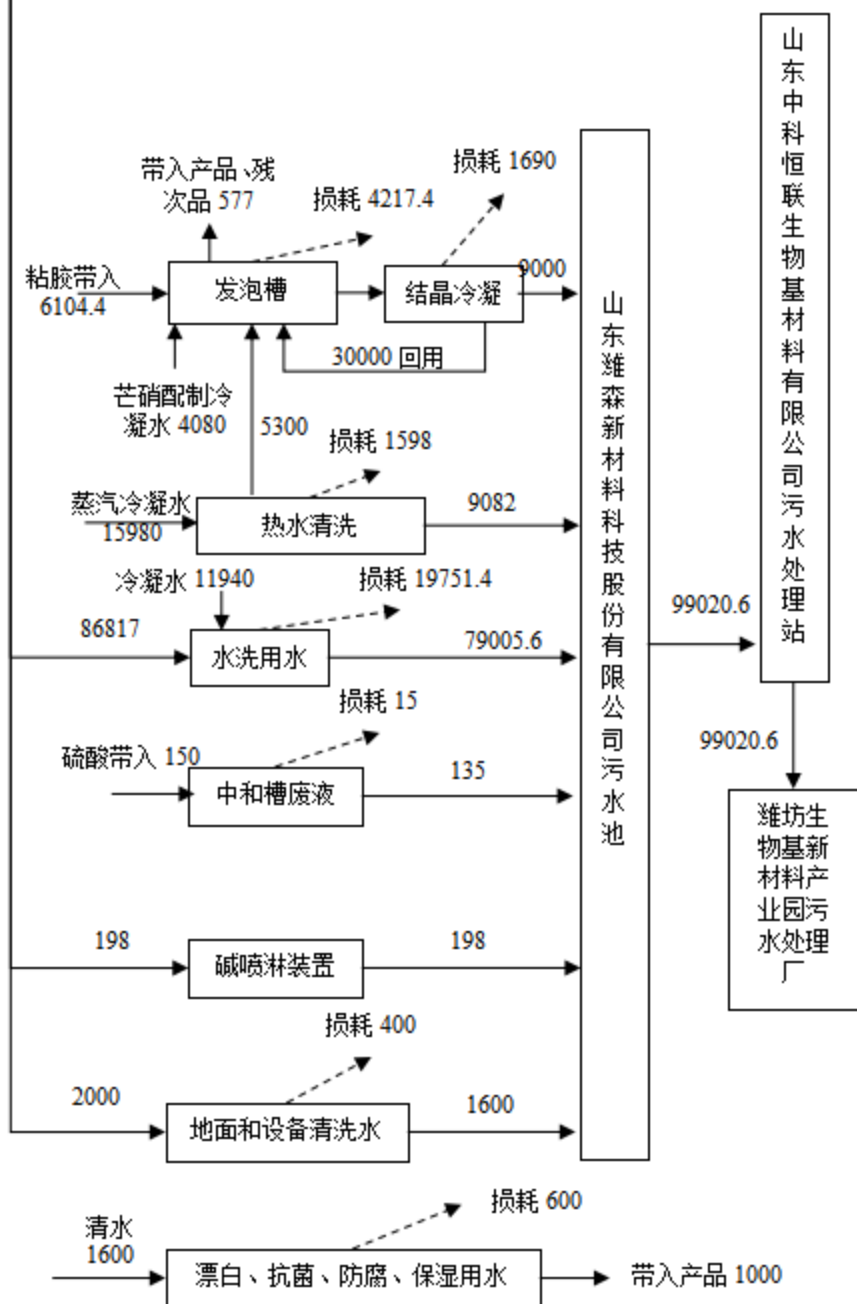 山东中科恒联生物基材料有限公司污水处理站
带入产品、残
次品 577
损耗 4217.4
损耗 1690
粘胶带入
6104.4
发泡槽
结晶冷凝
9000
30000 回用
芒硝配制冷
凝水 4080
5300
损耗 1598
蒸汽冷凝水
15980
热水清洗
9082
冷凝水 11940
损耗 19751.4
86817
水洗用水
79005.6
损耗 15
硫酸带入 150
中和槽废液
135
198
碱喷淋装置
198
损耗 400
2000
地面和设备清洗水
1600
山东潍森新材料科技股份有限公司污水池
99020.6
99020.6
潍坊生
物基新
材料产
业园污
水处理
厂
损耗 600
清水
1600
漂白、抗菌、防腐、保湿用水
带入产品 1000